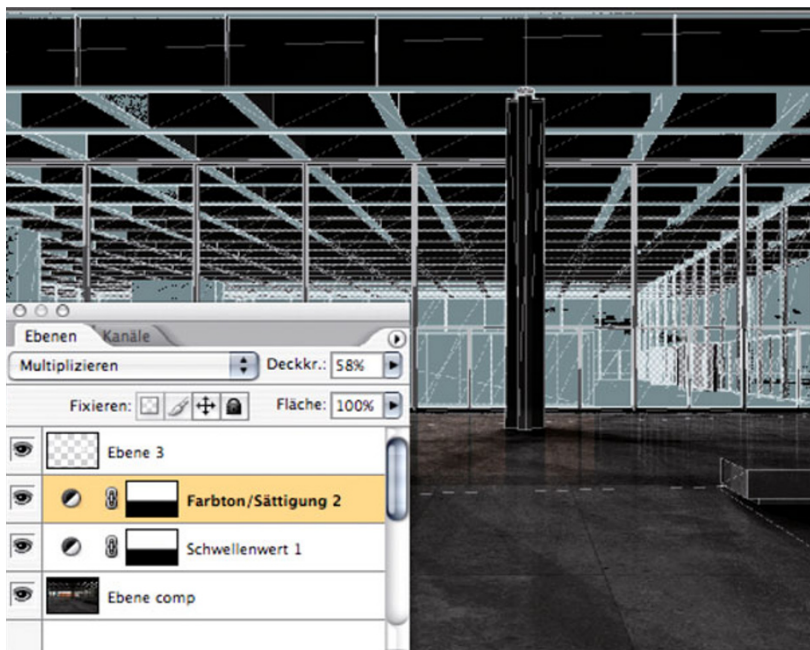 Ebenen Kanäle
Multiplizieren Deckkr.: 58%
Fixieren: Fläche: 100%
Ebene 3
Farbton/Sättigung 2
Schwellenwert 1
Ebene comp